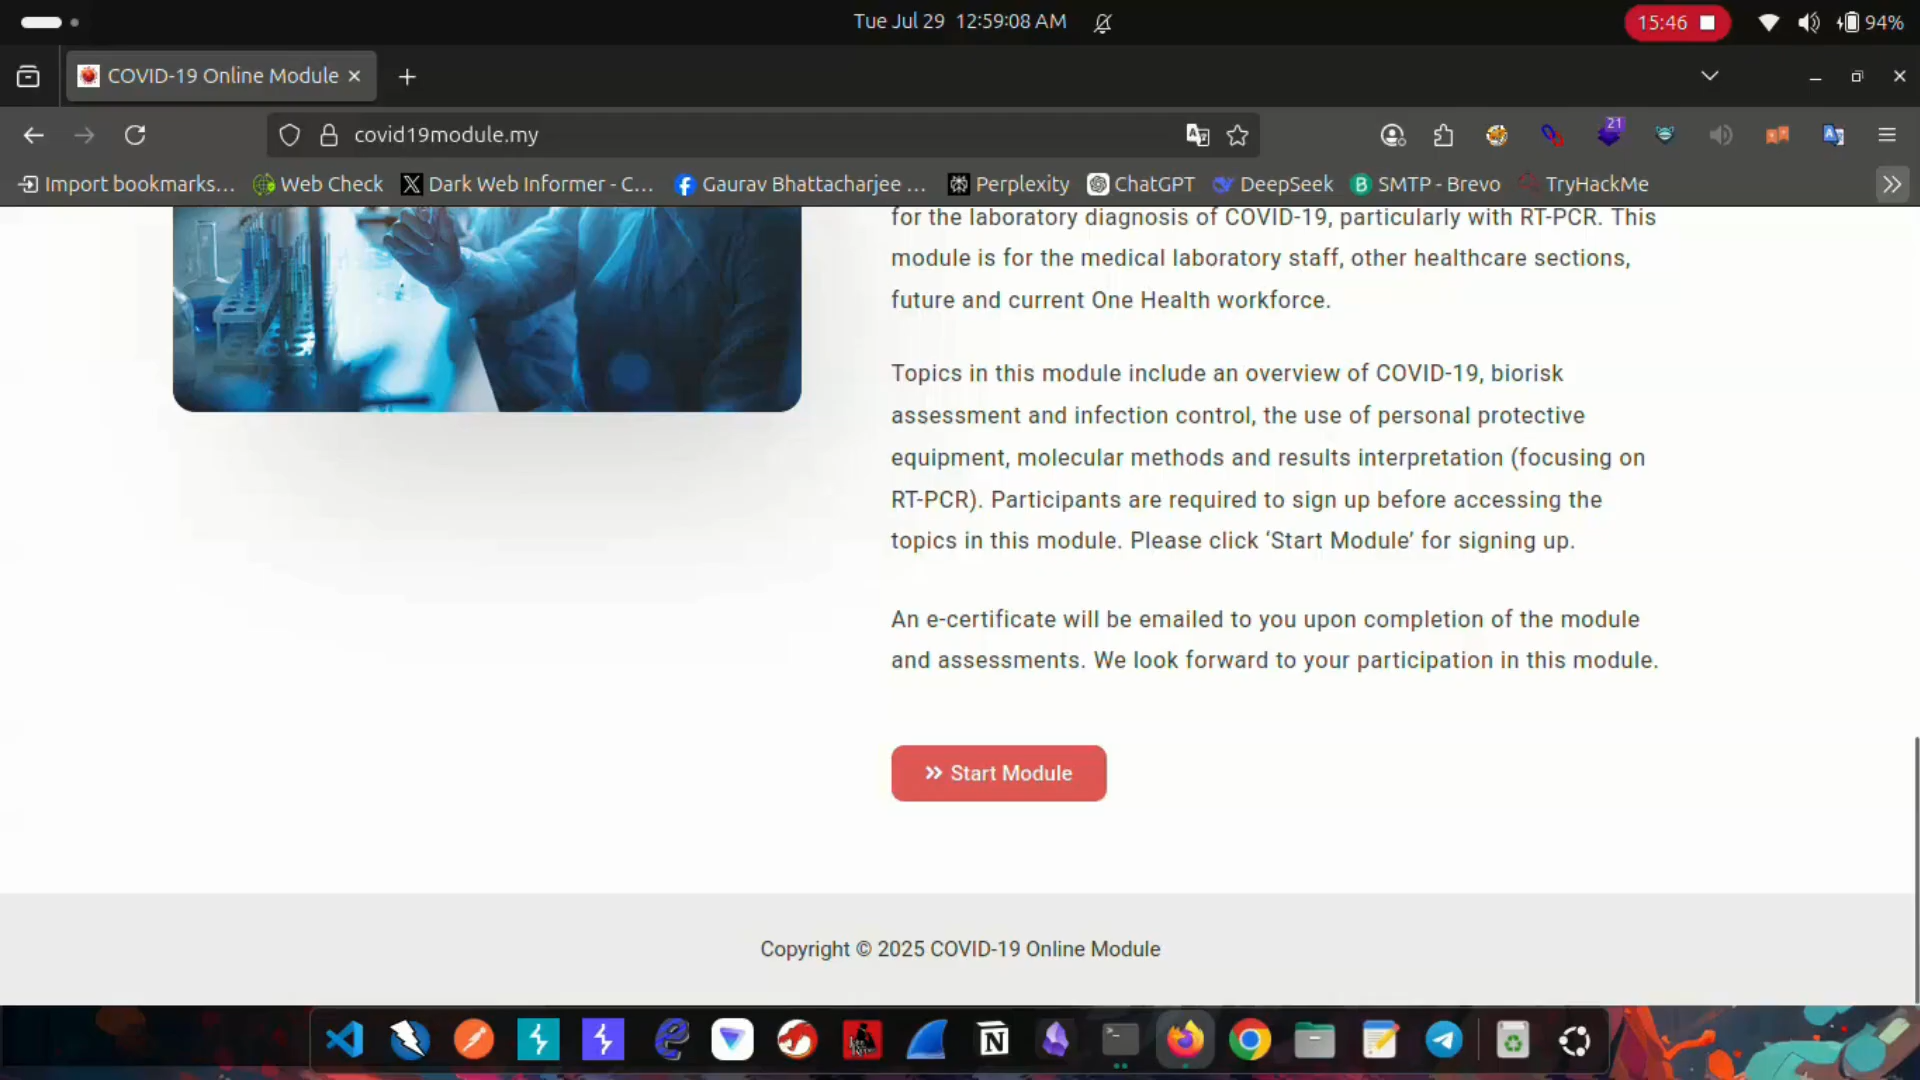 Tue Jul 29 12:59:08 AM
15:46
94%
COVID-19 Online Module
covid19module.my
21
Import bookmarks...
Web Check
Dark Web Informer - C...
Gaurav Bhattacharjee ...
Perplexity
ChatGPT
DeepSeek
SMTP - Brevo
TryHackMe
for the laboratory diagnosis of COVID-19, particularly with RT-PCR. This
module is for the medical laboratory staff, other healthcare sections,
future and current One Health workforce.
Topics in this module include an overview of COVID-19, biorisk
assessment and infection control, the use of personal protective
equipment, molecular methods and results interpretation (focusing on
RT-PCR). Participants are required to sign up before accessing the
topics in this module. Please click ‘Start Module’ for signing up.
An e-certificate will be emailed to you upon completion of the module
and assessments. We look forward to your participation in this module.
Start Module
Copyright © 2025 COVID-19 Online Module